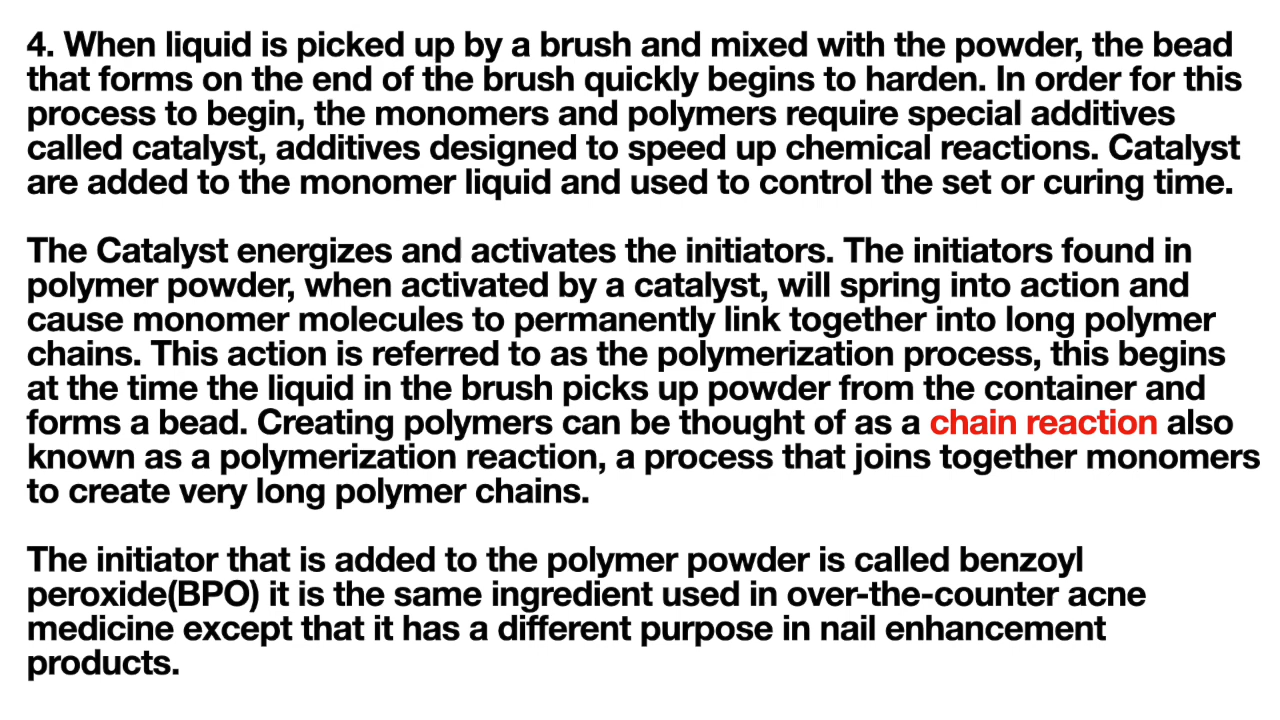 4. When liquid is picked up by a brush and mixed with the powder, the bead
that forms on the end of the brush quickly begins to harden. In order for this
process to begin, the monomers and polymers require special additives
called catalyst, additives designed to speed up chemical reactions. Catalyst
are added to the monomer liquid and used to control the set or curing time.
The Catalyst energizes and activates the initiators. The initiators found in
polymer powder, when activated by a catalyst, will spring into action and
cause monomer molecules to permanently link together into long polymer
chains. This action is referred to as the polymerization process, this begins
at the time the liquid in the brush picks up powder from the container and
forms a bead. Creating polymers can be thought of as a chain reaction also
known as a polymerization reaction, a process that joins together monomers
to create very long polymer chains.
The initiator that is added to the polymer powder is called benzoyl
peroxide(BPO) it is the same ingredient used in over-the-counter acne
medicine except that it has a different purpose in nail enhancement
products.